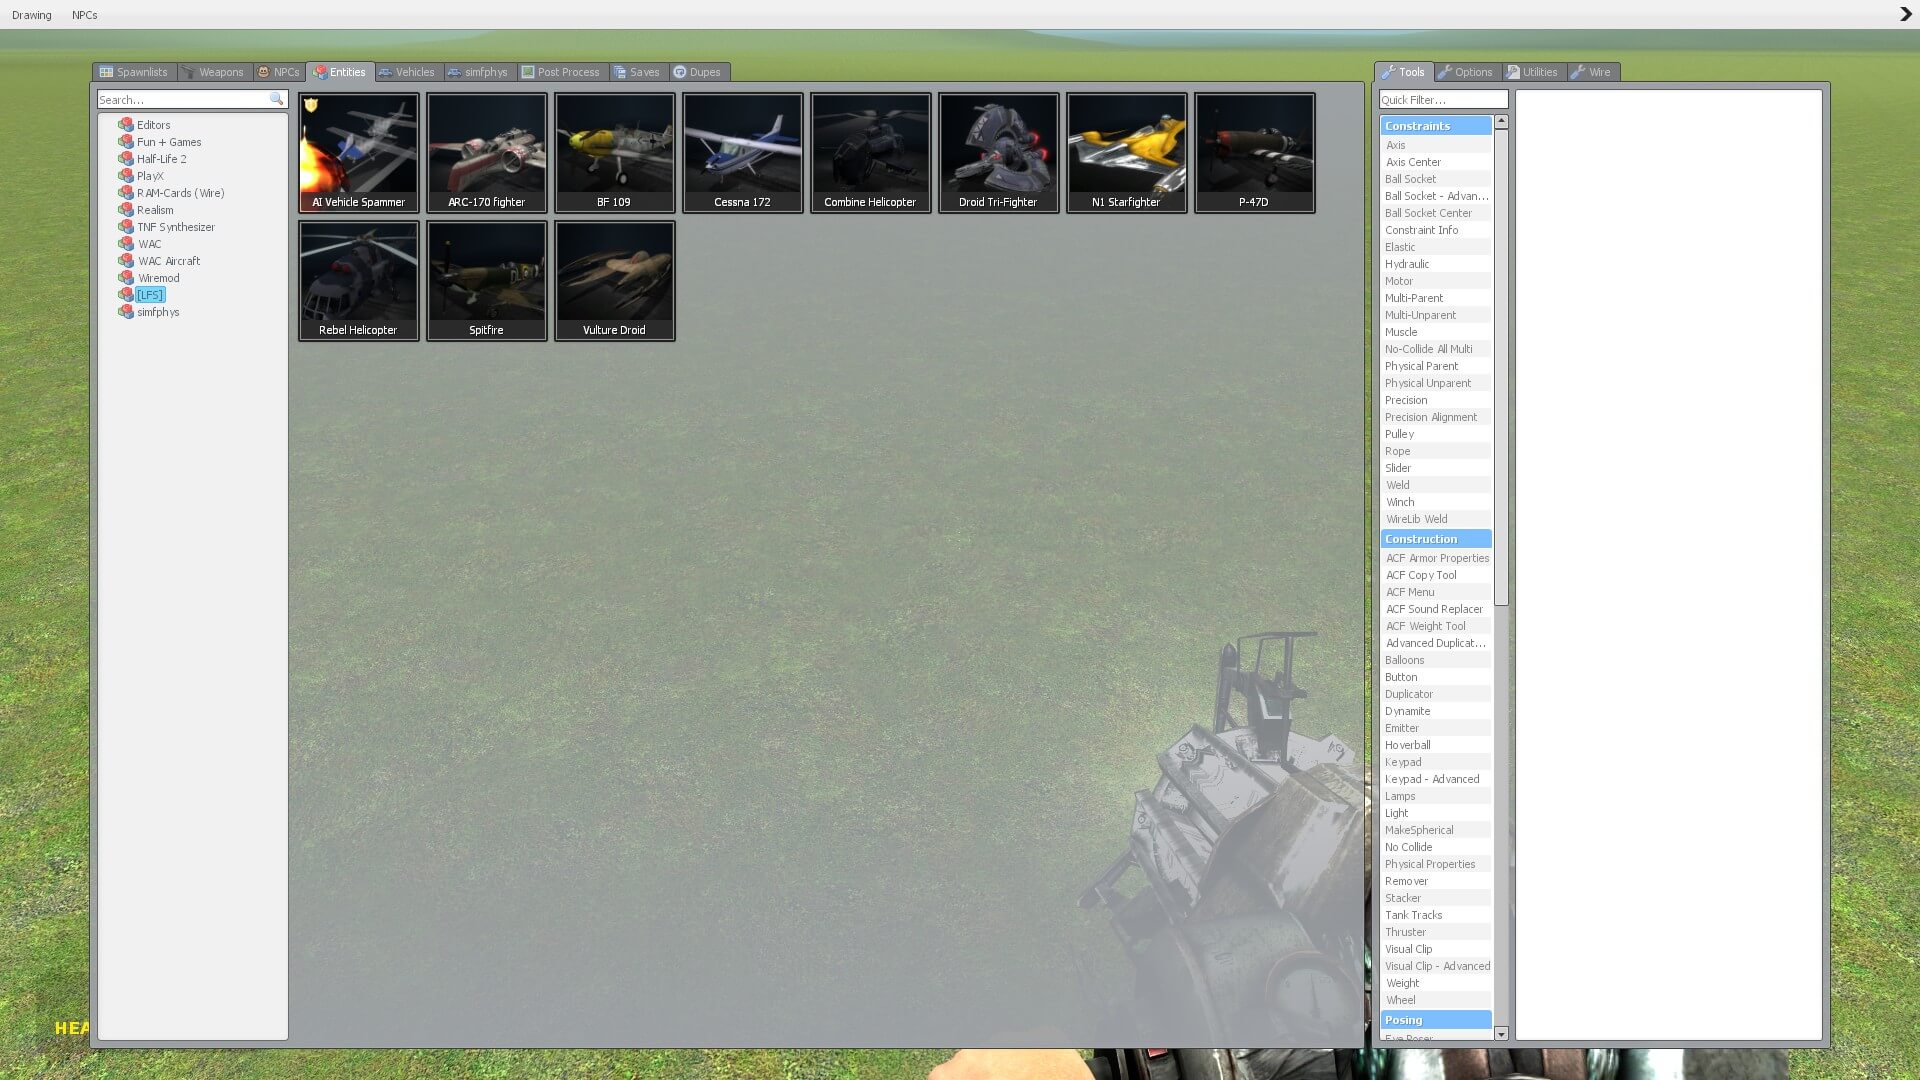 Drawing NPCs
Spawnlists Weapons NPCs Entities Vehicles simfphys Post Process Saves Dupes
Search...
Editors
Fun + Games
Half-Life 2
PlayX
RAM-Cards (Wire)
Realism
TNF Synthesizer
WAC
WAC Aircraft
Wiremod
[LFS]
simfphys
AI Vehicle Spammer
ARC-170 fighter
BF 109
Cessna 172
Combine Helicopter
Droid Tri-Fighter
N1 Starfighter
P-47D
Rebel Helicopter
Spitfire
Vulture Droid
Tools Options Utilities Wire
Quick Filter...
Constraints
Axis
Axis Center
Ball Socket
Ball Socket - Advan...
Ball Socket Center
Constraint Info
Elastic
Hydraulic
Motor
Multi-Parent
Multi-Unparent
Muscle
No-Collide All Multi
Physical Parent
Physical Unparent
Precision
Precision Alignment
Pulley
Rope
Slider
Weld
Winch
WireLib Weld
Construction
ACF Armor Properties
ACF Copy Tool
ACF Menu
ACF Sound Replacer
ACF Weight Tool
Advanced Duplicat...
Balloons
Button
Duplicator
Dynamite
Emitter
Hoverball
Keypad
Keypad - Advanced
Lamps
Light
MakeSpherical
No Collide
Physical Properties
Remover
Stacker
Tank Tracks
Thruster
Visual Clip
Visual Clip - Advanced
Weight
Wheel
Posing
Eye Poser
HEA